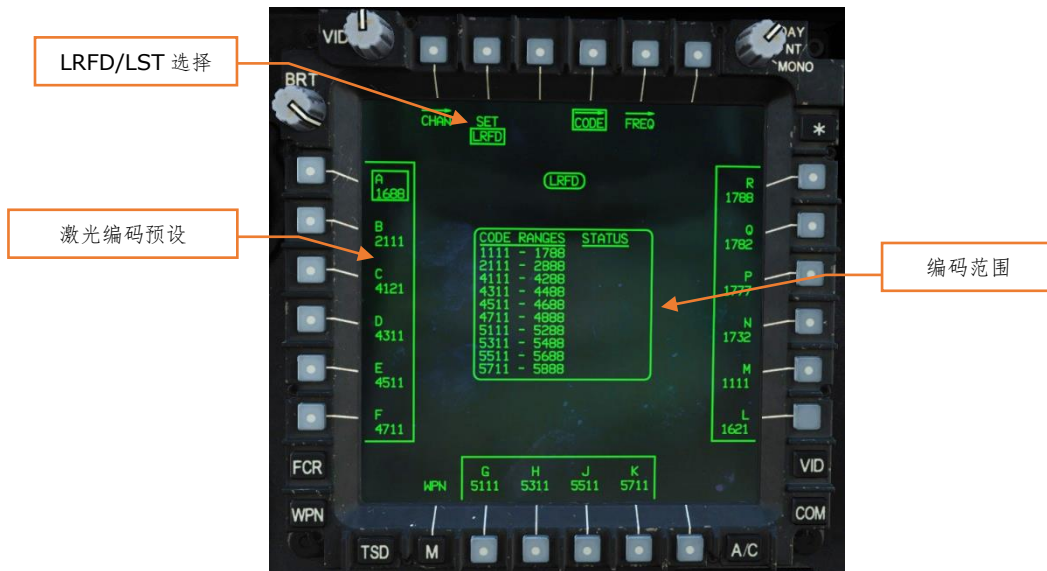 LRFD/LST 选择
激光编码预设
编码范围
VID
DAY
NT
MONO
BRT
CHAN
SET
LRFD
CODE
FREQ
*
LRFD
A
1688
B
2111
C
4121
D
4311
E
4511
F
4711
CODE RANGES STATUS
1111 - 1788
2111 - 2888
4111 - 4288
4311 - 4488
4511 - 4688
4711 - 4888
5111 - 5288
5311 - 5488
5511 - 5688
5711 - 5888
R
1788
Q
1782
P
1777
N
1732
M
1111
L
1621
FCR
VID
WPN
G H J K
5111 5311 5511 5711
WPN
COM
TSD
M
A/C